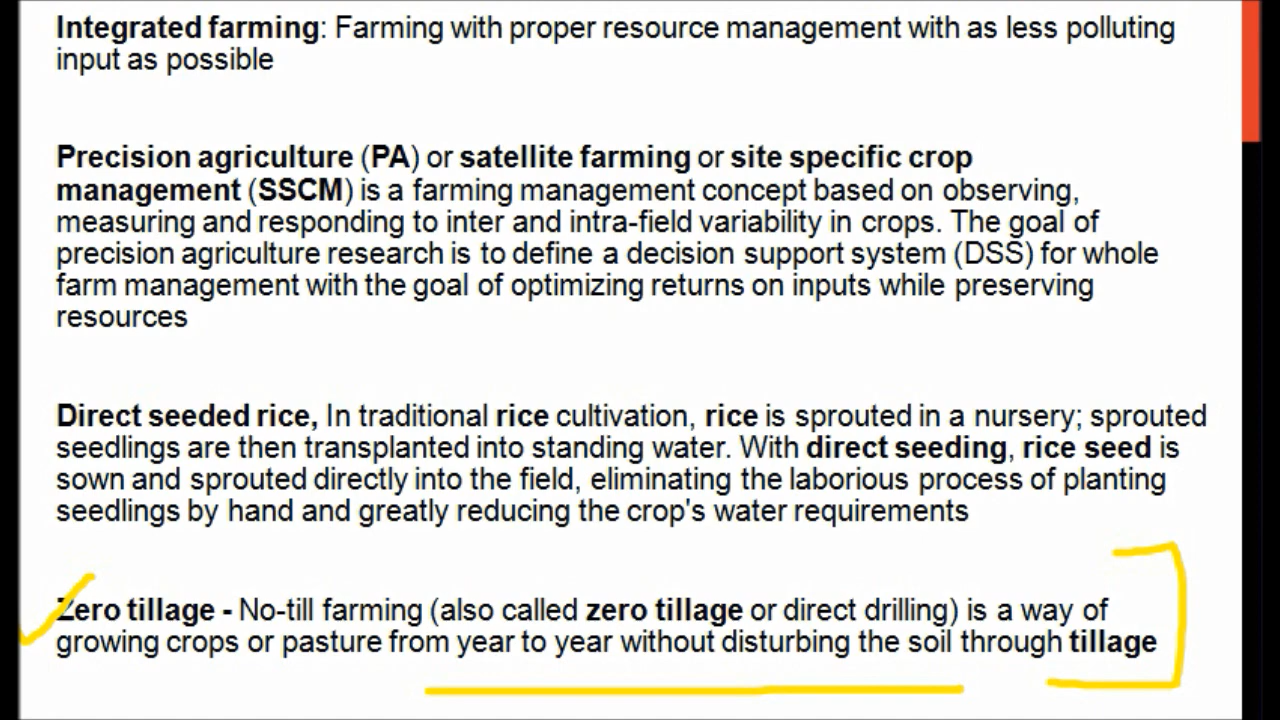 Integrated farming: Farming with proper resource management with as less polluting
input as possible
Precision agriculture (PA) or satellite farming or site specific crop
management (SSCM) is a farming management concept based on observing,
measuring and responding to inter and intra-field variability in crops. The goal of
precision agriculture research is to define a decision support system (DSS) for whole
farm management with the goal of optimizing returns on inputs while preserving
resources
Direct seeded rice, In traditional rice cultivation, rice is sprouted in a nursery; sprouted
seedlings are then transplanted into standing water. With direct seeding, rice seed is
sown and sprouted directly into the field, eliminating the laborious process of planting
seedlings by hand and greatly reducing the crop's water requirements
Zero tillage - No-till farming (also called zero tillage or direct drilling) is a way of
growing crops or pasture from year to year without disturbing the soil through tillage